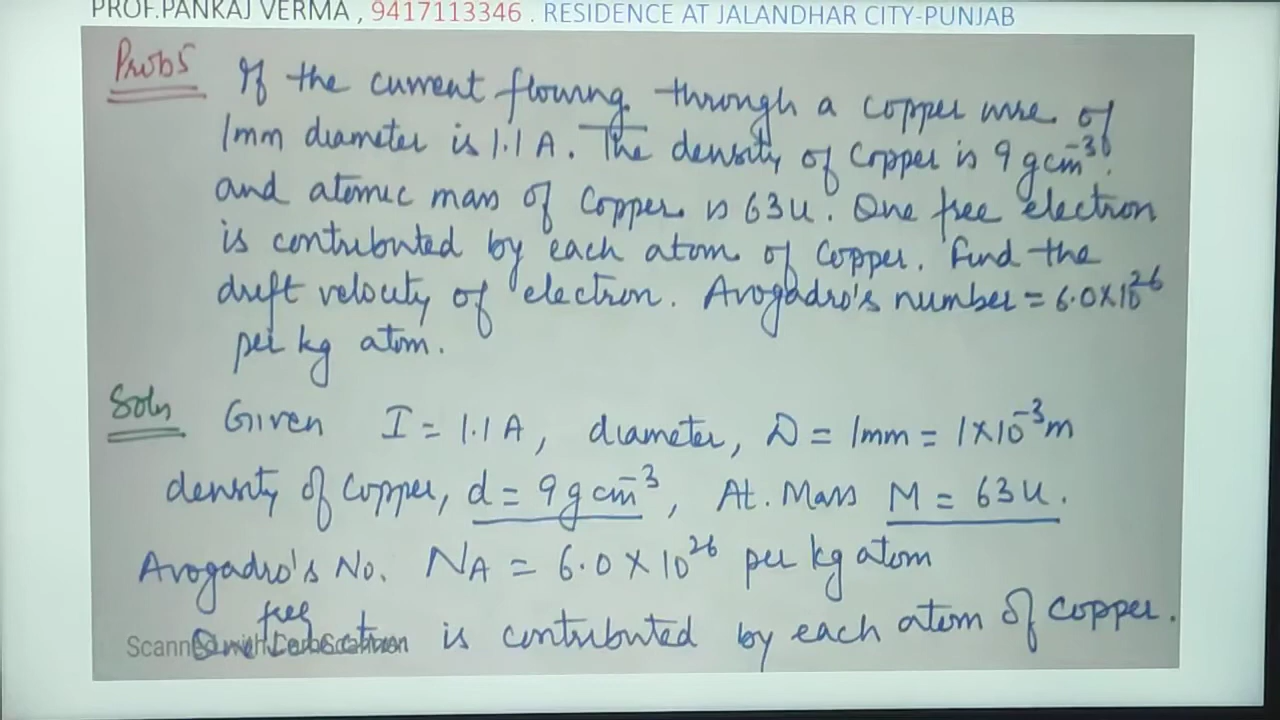 PROF.PANKAJ VERMA , 9417113346 . RESIDENCE AT JALANDHAR CITY-PUNJAB
Prob5 If the current flowing through a copper wire of
1mm diameter is 1.1 A. The density of copper is 9 g cm⁻³.
and atomic mass of copper is 63u. One free electron
is contributed by each atom of copper. Find the
drift velocity of electron. Avogadro's number = 6.0×10²⁶
per kg atom.
Soln Given I = 1.1 A, diameter, D = 1mm = 1×10⁻³m
density of copper, d = 9 g cm⁻³, At. Mass M = 63u.
Avogadro's No. N_A = 6.0 × 10²⁶ per kg atom
One free electron is contributed by each atom of copper.